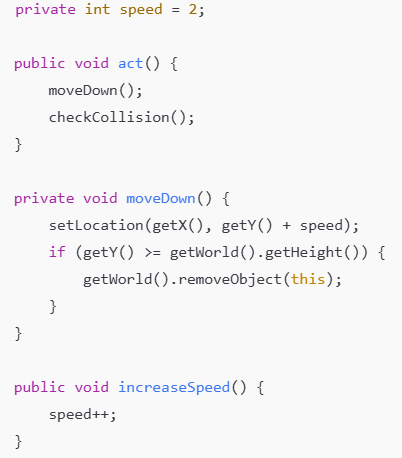 private int speed = 2;
public void act() {
moveDown();
checkCollision();
}
private void moveDown() {
setLocation(getX(), getY() + speed);
if (getY() >= getWorld().getHeight()) {
getWorld().removeObject(this);
}
}
public void increaseSpeed() {
speed++;
}